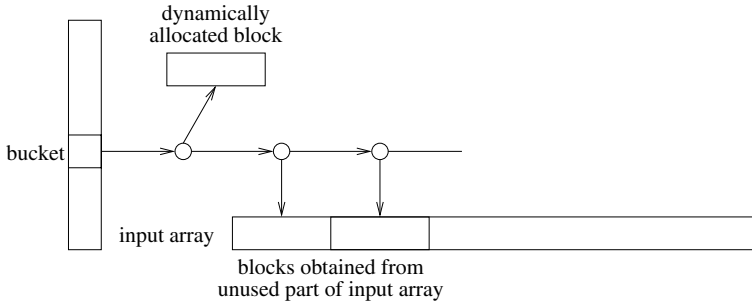 dynamically
allocated block
bucket
input array
blocks obtained from
unused part of input array